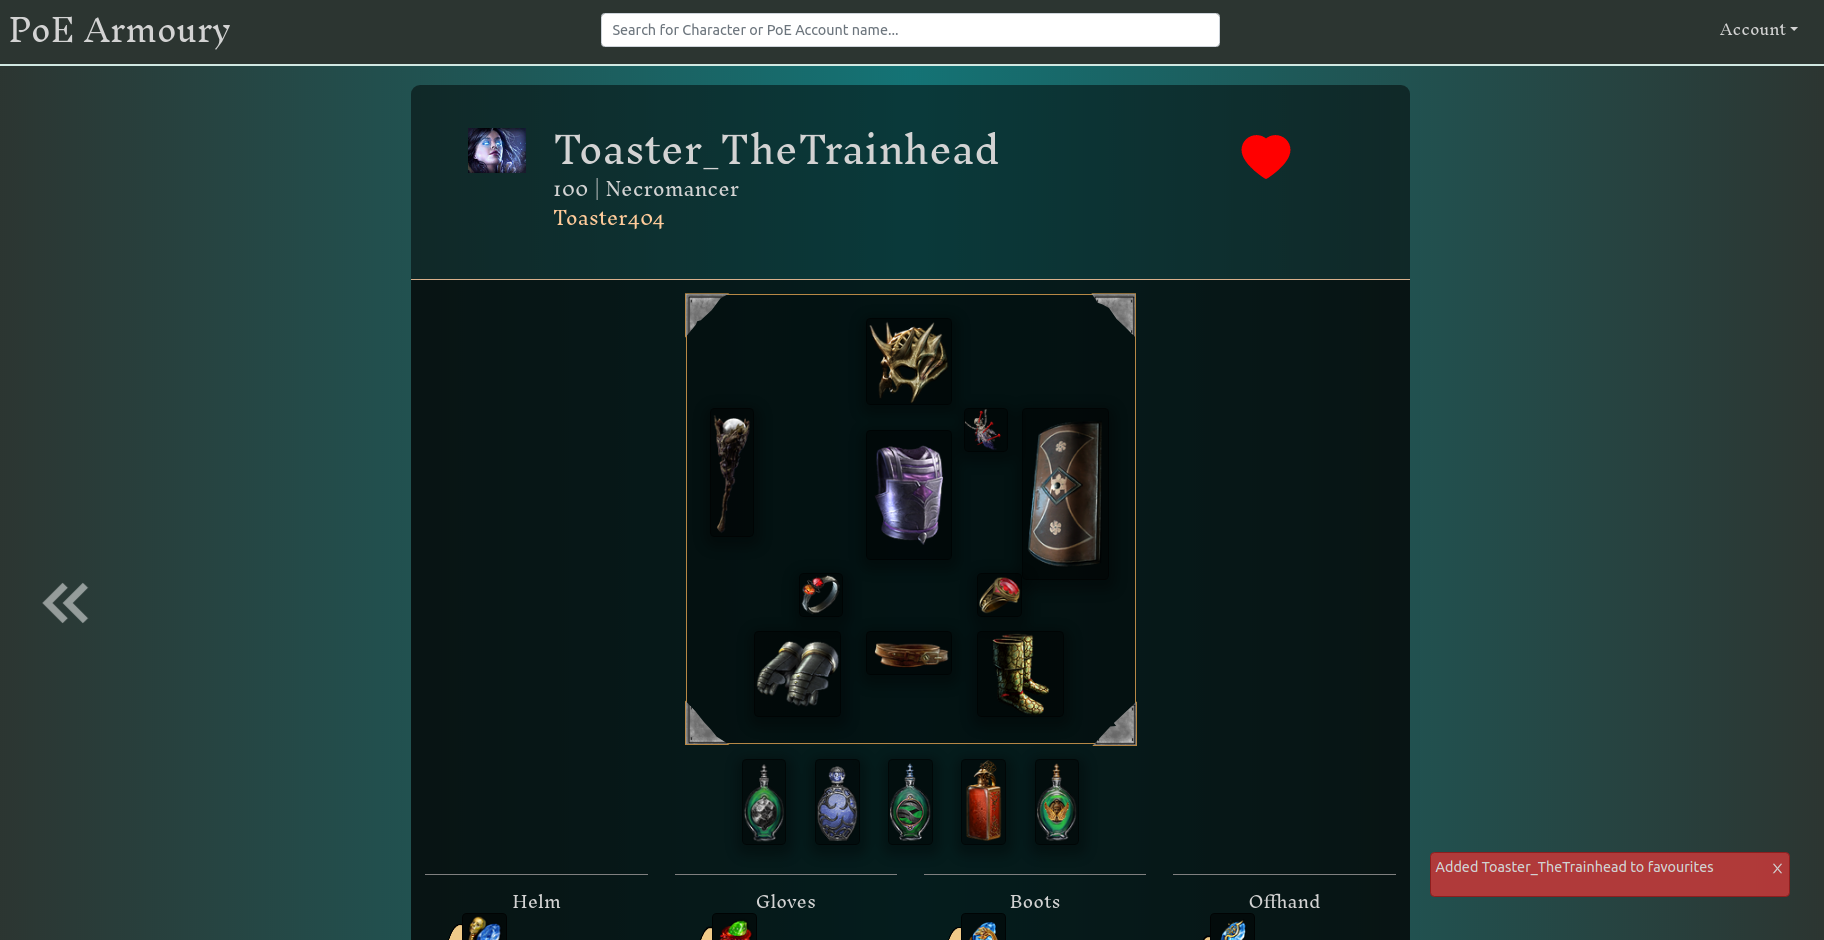 PoE Armoury
Search for Character or PoE Account name...
Account
Toaster_TheTrainhead
100 | Necromancer
Toaster404
Added Toaster_TheTrainhead to favourites X
Helm
Gloves
Boots
Offhand